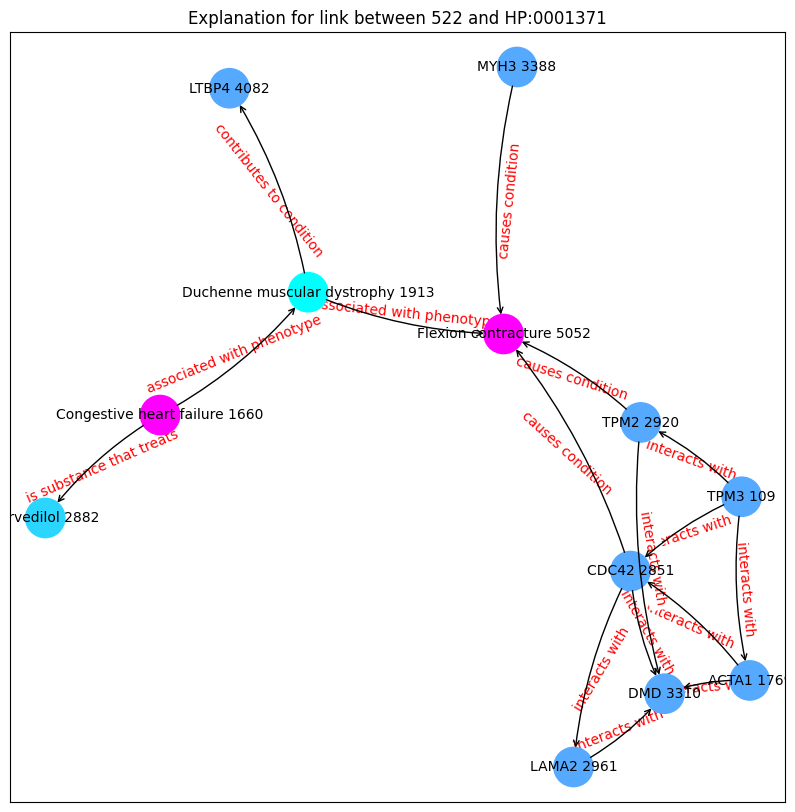 Explanation for link between 522 and HP:0001371
MYH3 3388
LTBP4 4082
contributes to condition
causes condition
Duchenne muscular dystrophy 1913
associated with phenotype
Flexion contracture 5052
associated with phenotype
causes condition
Congestive heart failure 1660
TPM2 2920
causes condition
is substance that treats
interacts with
TPM3 109
rvedilol 2882
interacts with
interacts with
interacts with
CDC42 2851
interacts with
interacts with
interacts with
ACTA1 1769
DMD 3310
interacts with
interacts with
LAMA2 2961